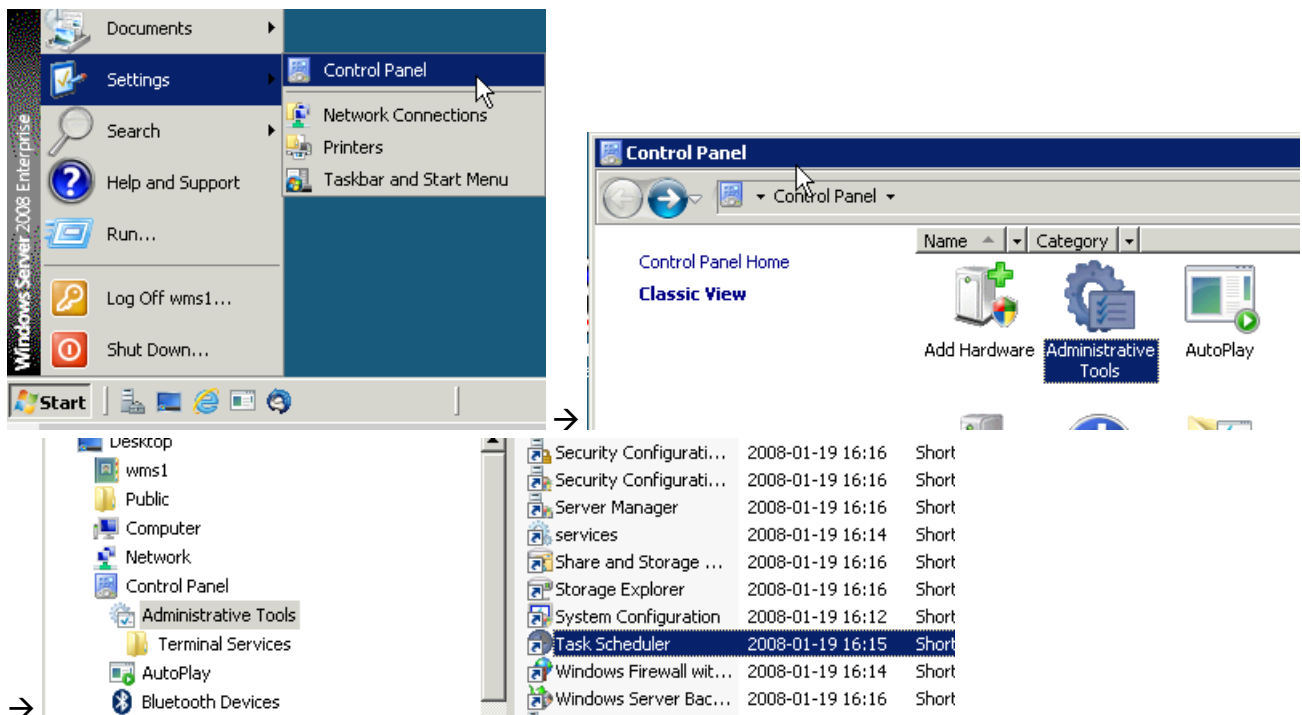 Documents
Settings
Search
Help and Support
Run...
Log Off wms1...
Shut Down...
Windows Server 2008 Enterprise
Start
Control Panel
Network Connections
Printers
Taskbar and Start Menu
→
Control Panel
Control Panel
Control Panel Home
Classic View
Name Category
Add Hardware Administrative Tools AutoPlay
→
Desktop
wms1
Public
Computer
Network
Control Panel
Administrative Tools
Terminal Services
AutoPlay
Bluetooth Devices
Security Configurati... 2008-01-19 16:16 Short
Security Configurati... 2008-01-19 16:16 Short
Server Manager 2008-01-19 16:16 Short
services 2008-01-19 16:14 Short
Share and Storage ... 2008-01-19 16:16 Short
Storage Explorer 2008-01-19 16:16 Short
System Configuration 2008-01-19 16:12 Short
Task Scheduler 2008-01-19 16:15 Short
Windows Firewall wit... 2008-01-19 16:14 Short
Windows Server Bac... 2008-01-19 16:16 Short